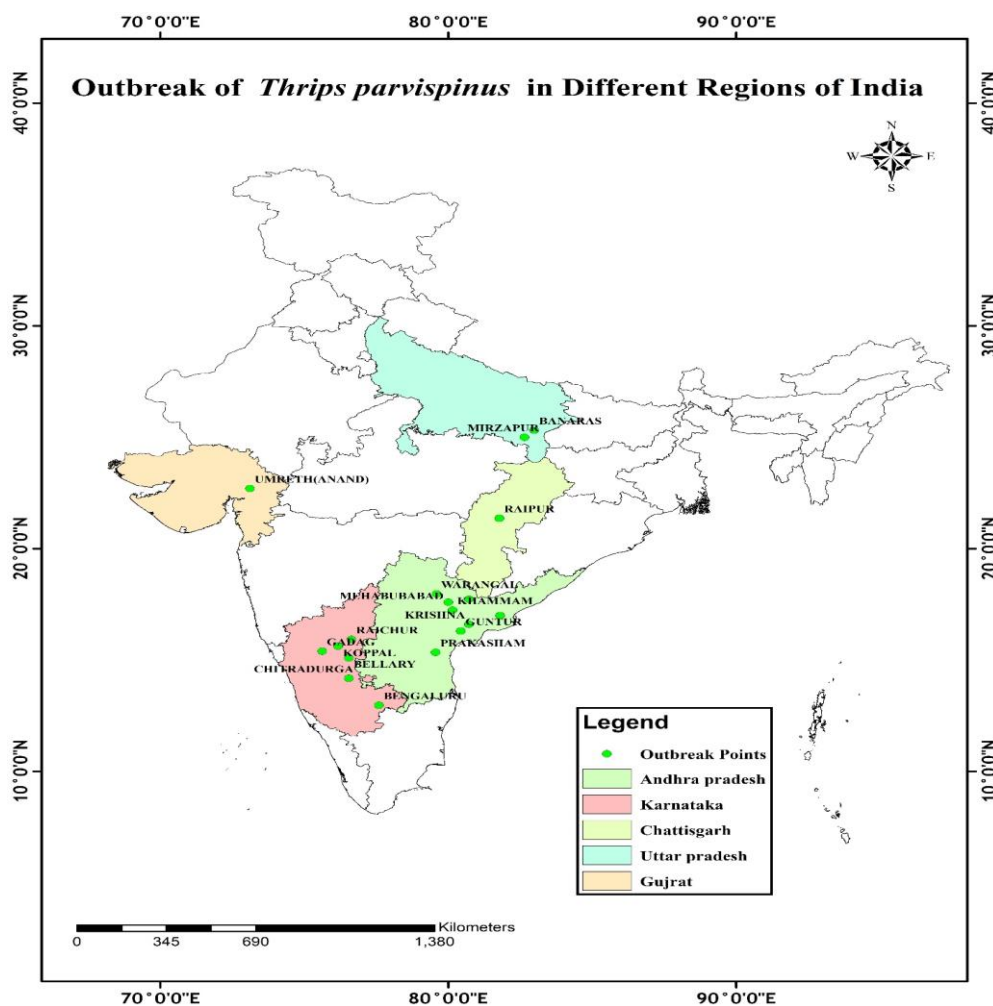 70°0'0"E 80°0'0"E 90°0'0"E
Outbreak of Thrips parvispinus in Different Regions of India
N
W E
S
40°0'0"N 40°0'0"N
30°0'0"N 30°0'0"N
BANARAS
MIRZAPUR
UMRETH(ANAND)
RAIPUR
20°0'0"N 20°0'0"N
WARANGAL
MEHABUBABAD
KHAMMAM
KRISHNA
GUNTUR
RAICHUR
GADAG
PRAKASHAM
KOPPAL
BELLARY
CHITRADURGA
BENGALURU
10°0'0"N 10°0'0"N
Legend
Outbreak Points
Andhra pradesh
Karnataka
Chattisgarh
Uttar pradesh
Gujrat
Kilometers
0 345 690 1,380
70°0'0"E 80°0'0"E 90°0'0"E